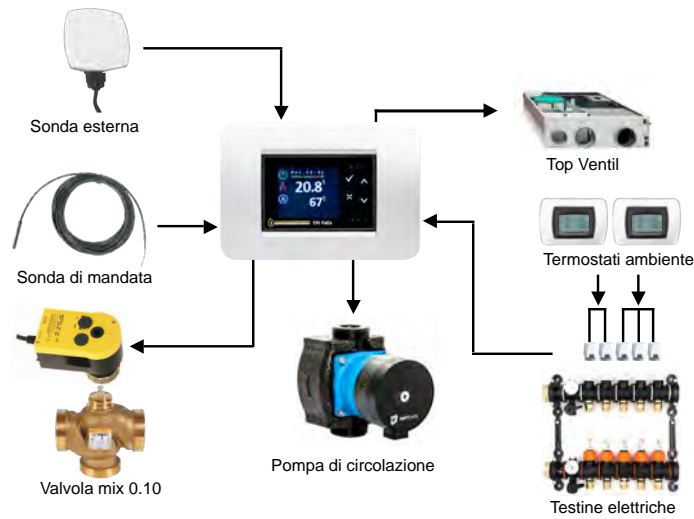 Sonda esterna
Top Ventil
20.8
67
Sonda di mandata
Termostati ambiente
Valvola mix 0.10
Pompa di circolazione
Testine elettriche